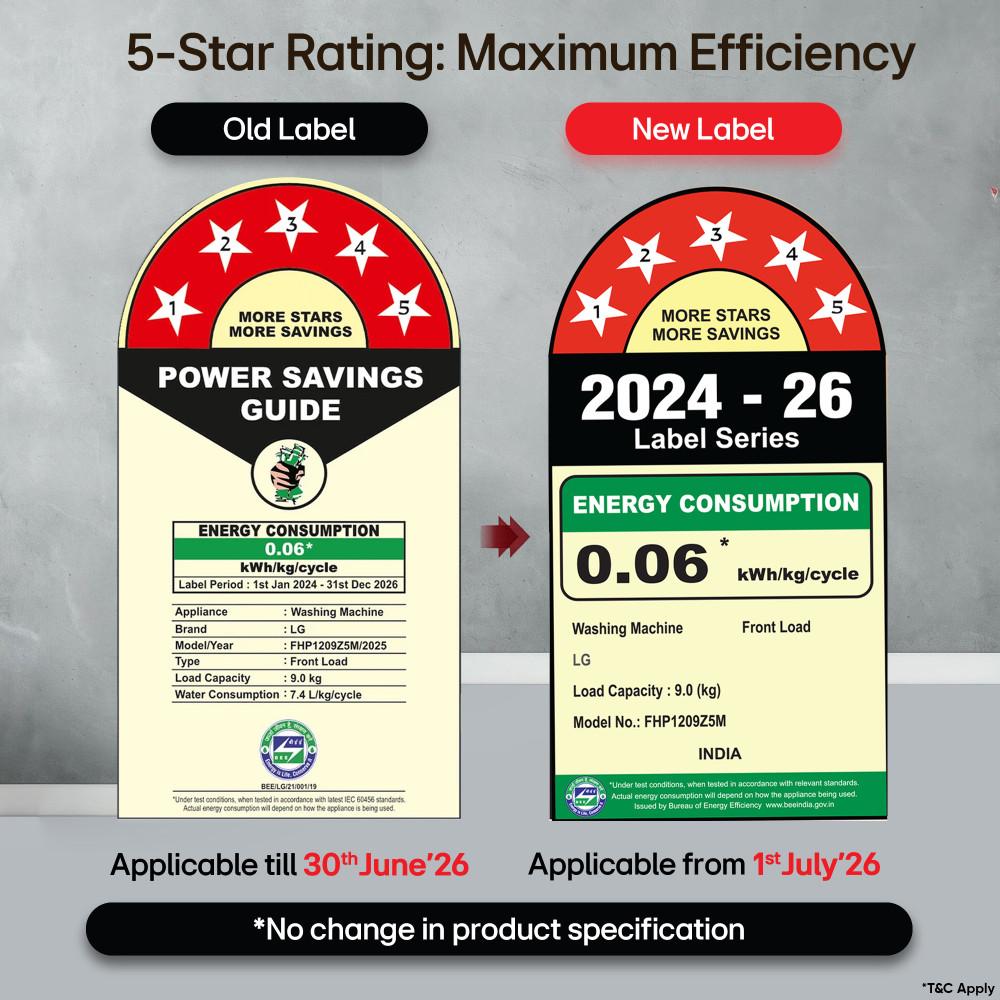 5-Star Rating: Maximum Efficiency
Old Label
1
2
3
4
5
MORE STARS
MORE SAVINGS
POWER SAVINGS
GUIDE
ENERGY CONSUMPTION
0.06*
kWh/kg/cycle
Label Period : 1st Jan 2024 - 31st Dec 2026
Appliance : Washing Machine
Brand : LG
Model/Year : FHP1209Z5M/2025
Type : Front Load
Load Capacity : 9.0 kg
Water Consumption : 7.4 L/kg/cycle
BEE
Energy is Life, Conserve it
BEE/LG/21/001/19
*Under test conditions, when tested in accordance with latest IEC 60456 standards.
Actual energy consumption will depend on how the appliance is being used.
Applicable till 30th June'26
New Label
1
2
3
4
5
MORE STARS
MORE SAVINGS
2024 - 26
Label Series
ENERGY CONSUMPTION
0.06* kWh/kg/cycle
Washing Machine Front Load
LG
Load Capacity : 9.0 (kg)
Model No.: FHP1209Z5M
INDIA
*Under test conditions, when tested in accordance with relevant standards.
Actual energy consumption will depend on how the appliance being used.
Issued by Bureau of Energy Efficiency www.beeindia.gov.in
Applicable from 1st July'26
*No change in product specification
*T&C Apply